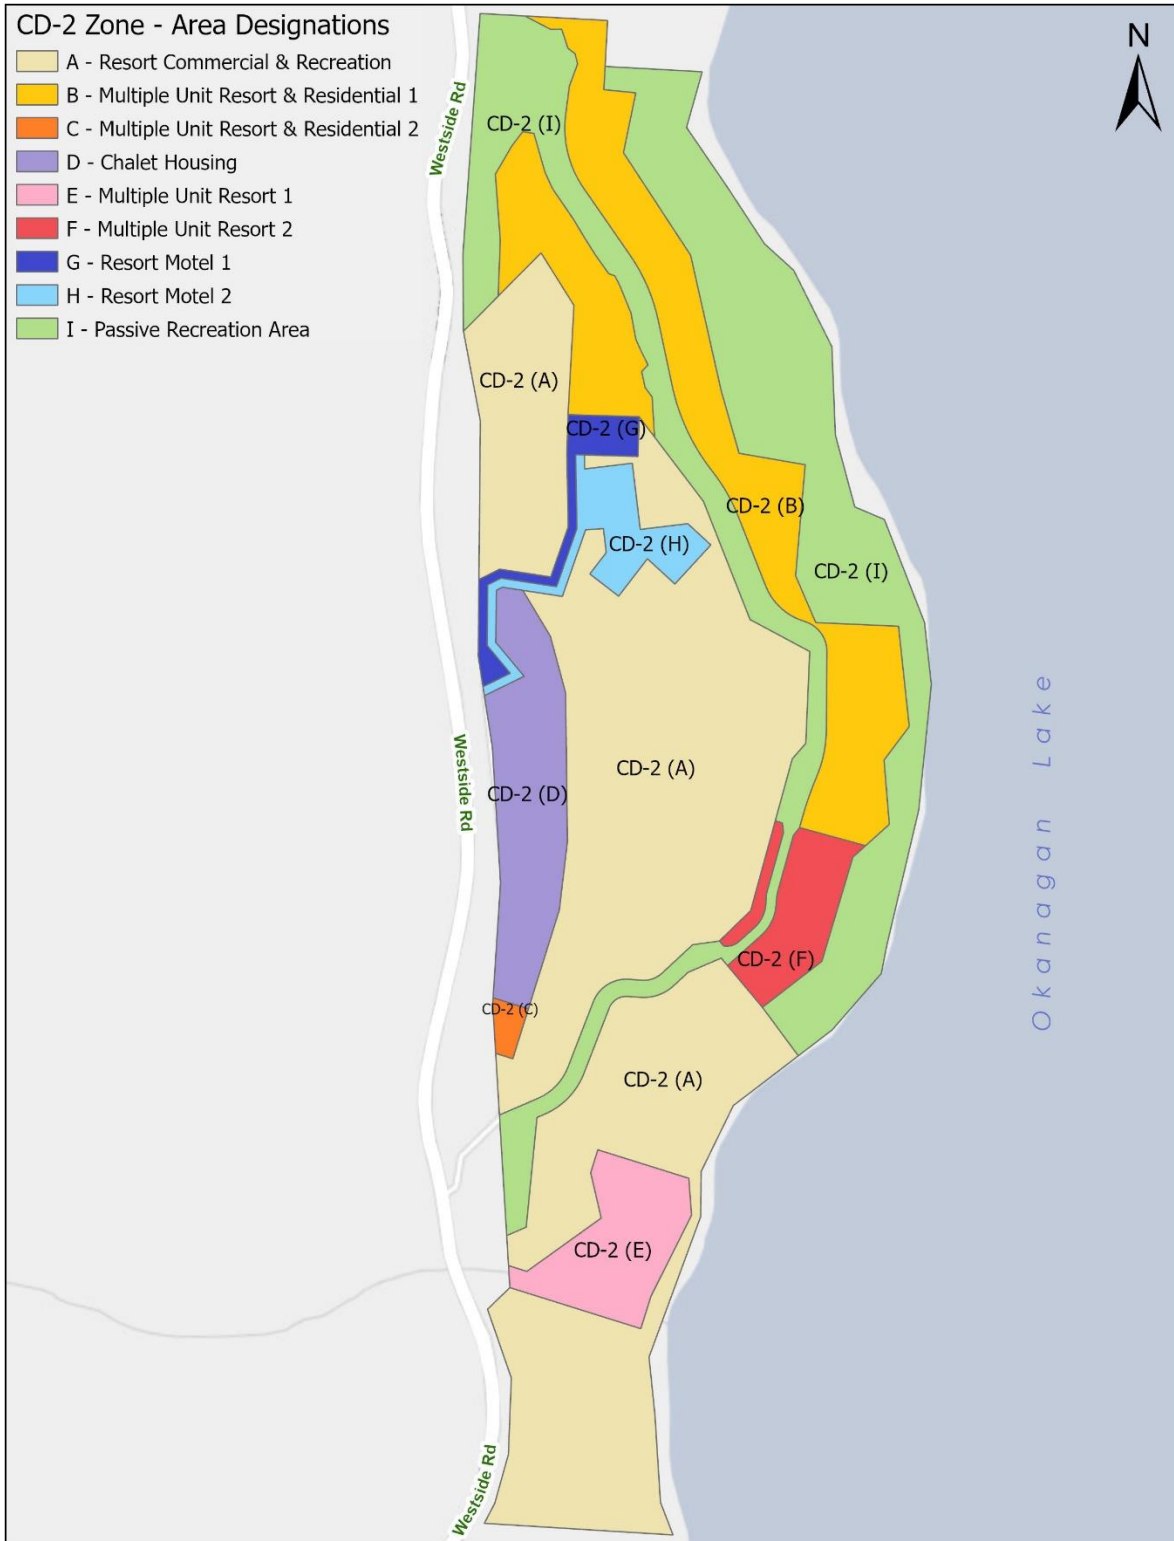 CD-2 Zone - Area Designations
A - Resort Commercial & Recreation
B - Multiple Unit Resort & Residential 1
C - Multiple Unit Resort & Residential 2
D - Chalet Housing
E - Multiple Unit Resort 1
F - Multiple Unit Resort 2
G - Resort Motel 1
H - Resort Motel 2
I - Passive Recreation Area
N
Westside Rd
CD-2 (I)
CD-2 (A)
CD-2 (G)
CD-2 (B)
CD-2 (H)
CD-2 (I)
Westside Rd
CD-2 (A)
CD-2 (D)
Okanagan Lake
CD-2 (F)
CD-2 (C)
CD-2 (A)
CD-2 (E)
Westside Rd